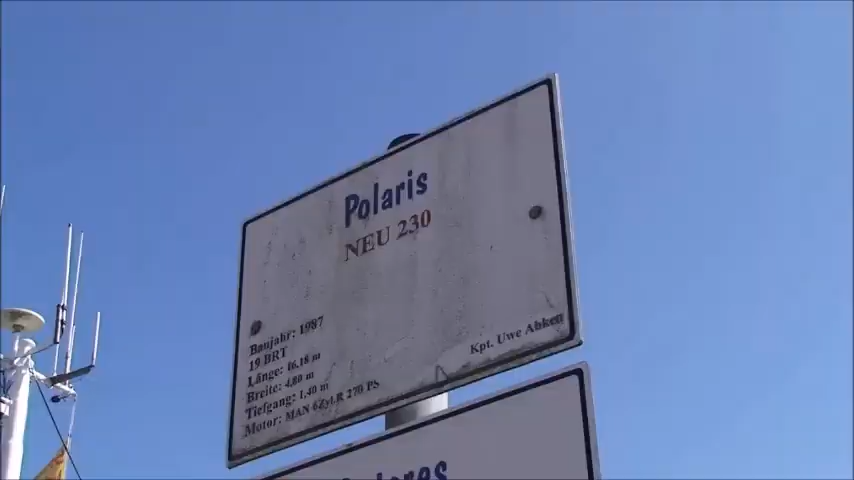 Polaris
NEU 230
Baujahr: 1987
19 BRT
Länge: 16,18 m
Breite: 4,80 m
Tiefgang: 1,40 m
Motor: MAN 6Zyl.R 270 PS
Kpt. Uwe Abken